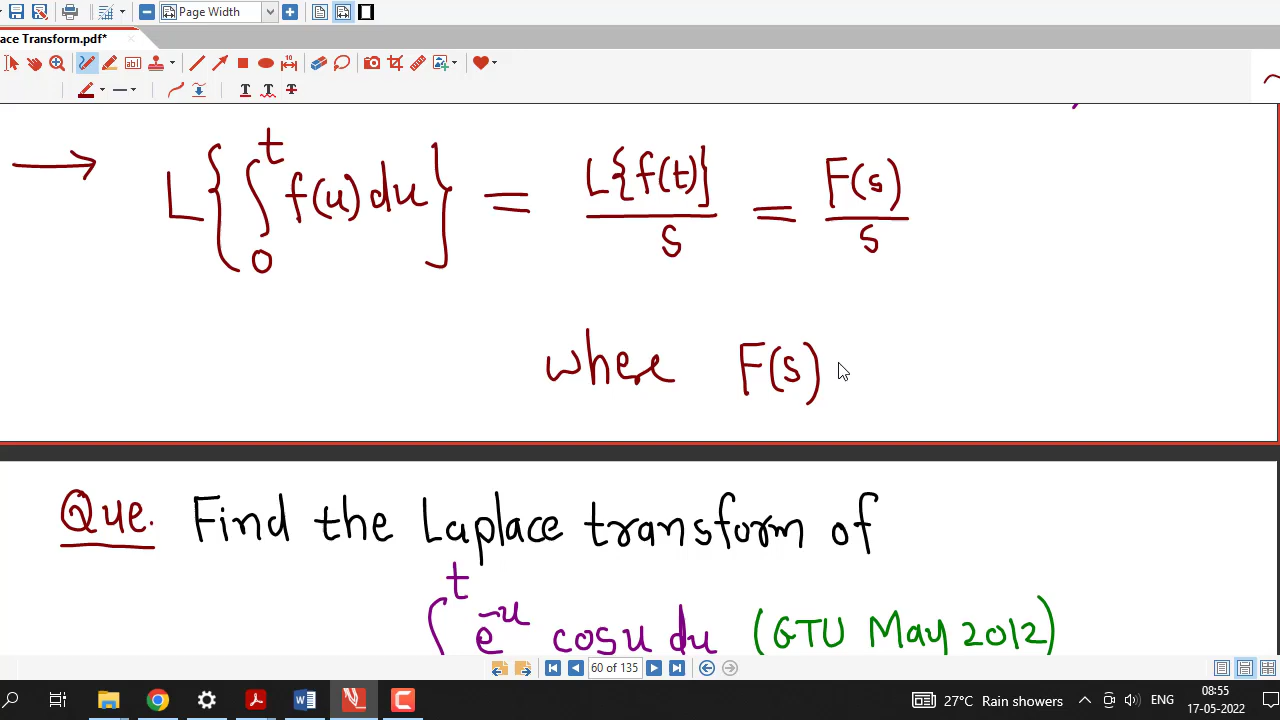 Page Width
ace Transform.pdf*
L{∫₀ᵗ f(u) du} = L{f(t)}/s = F(s)/s
where F(s)
Que. Find the Laplace transform of
∫ᵗ e^-u cos u du (GTU May 2012)
60 of 135
27°C Rain showers ENG 08:55
17-05-2022